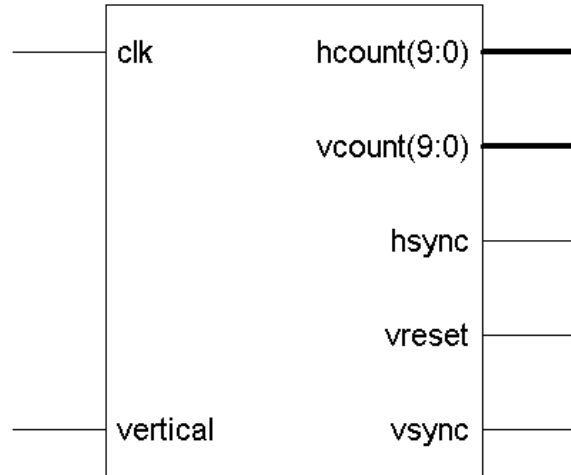 clk hcount(9:0)
vcount(9:0)
hsync
vreset
vertical vsync